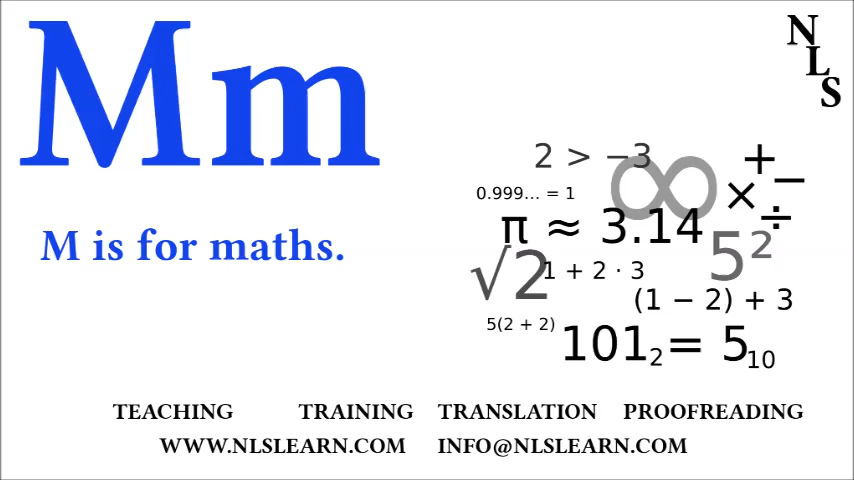 Mm
M is for maths.
N
L
S
2 > −3
∞
+
−
×
÷
0.999... = 1
π ≈ 3.14
5²
√2
1 + 2 · 3
(1 − 2) + 3
5(2 + 2)
101₂ = 5₁₀
TEACHING TRAINING TRANSLATION PROOFREADING
WWW.NLSLEARN.COM INFO@NLSLEARN.COM